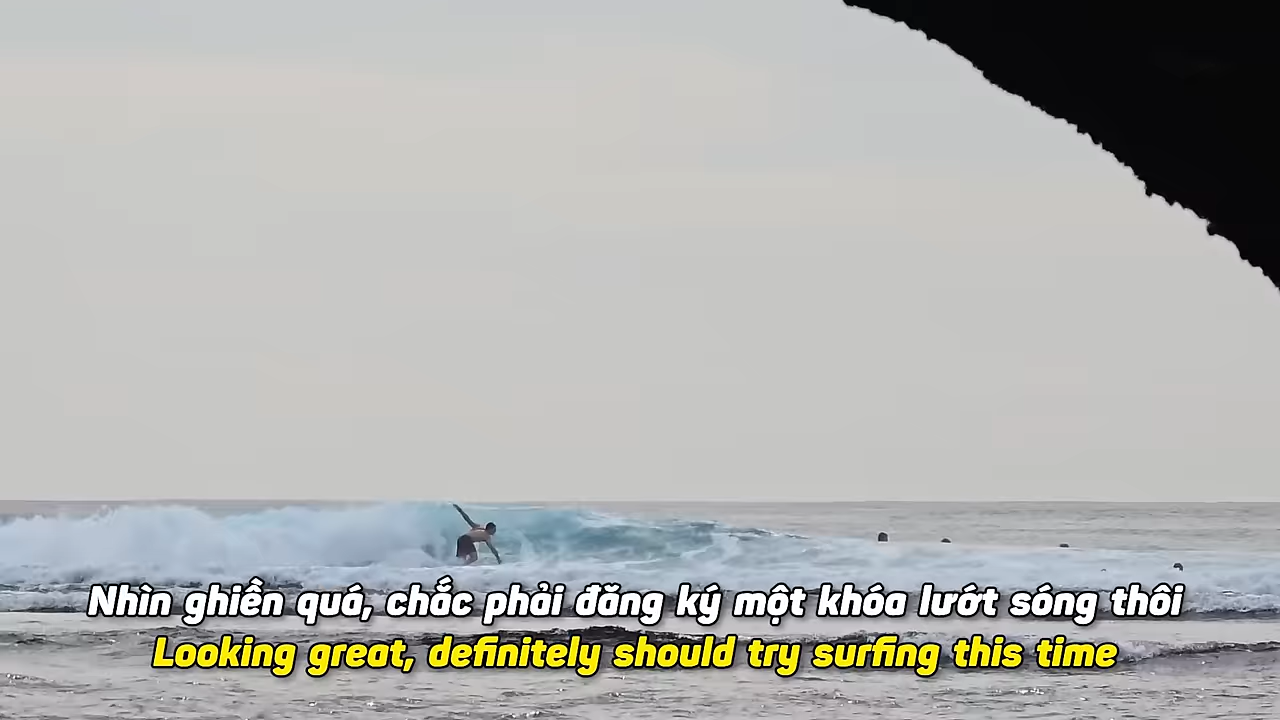 Nhìn ghiền quá, chắc phải đăng ký một khóa lướt sóng thôi
Looking great, definitely should try surfing this time